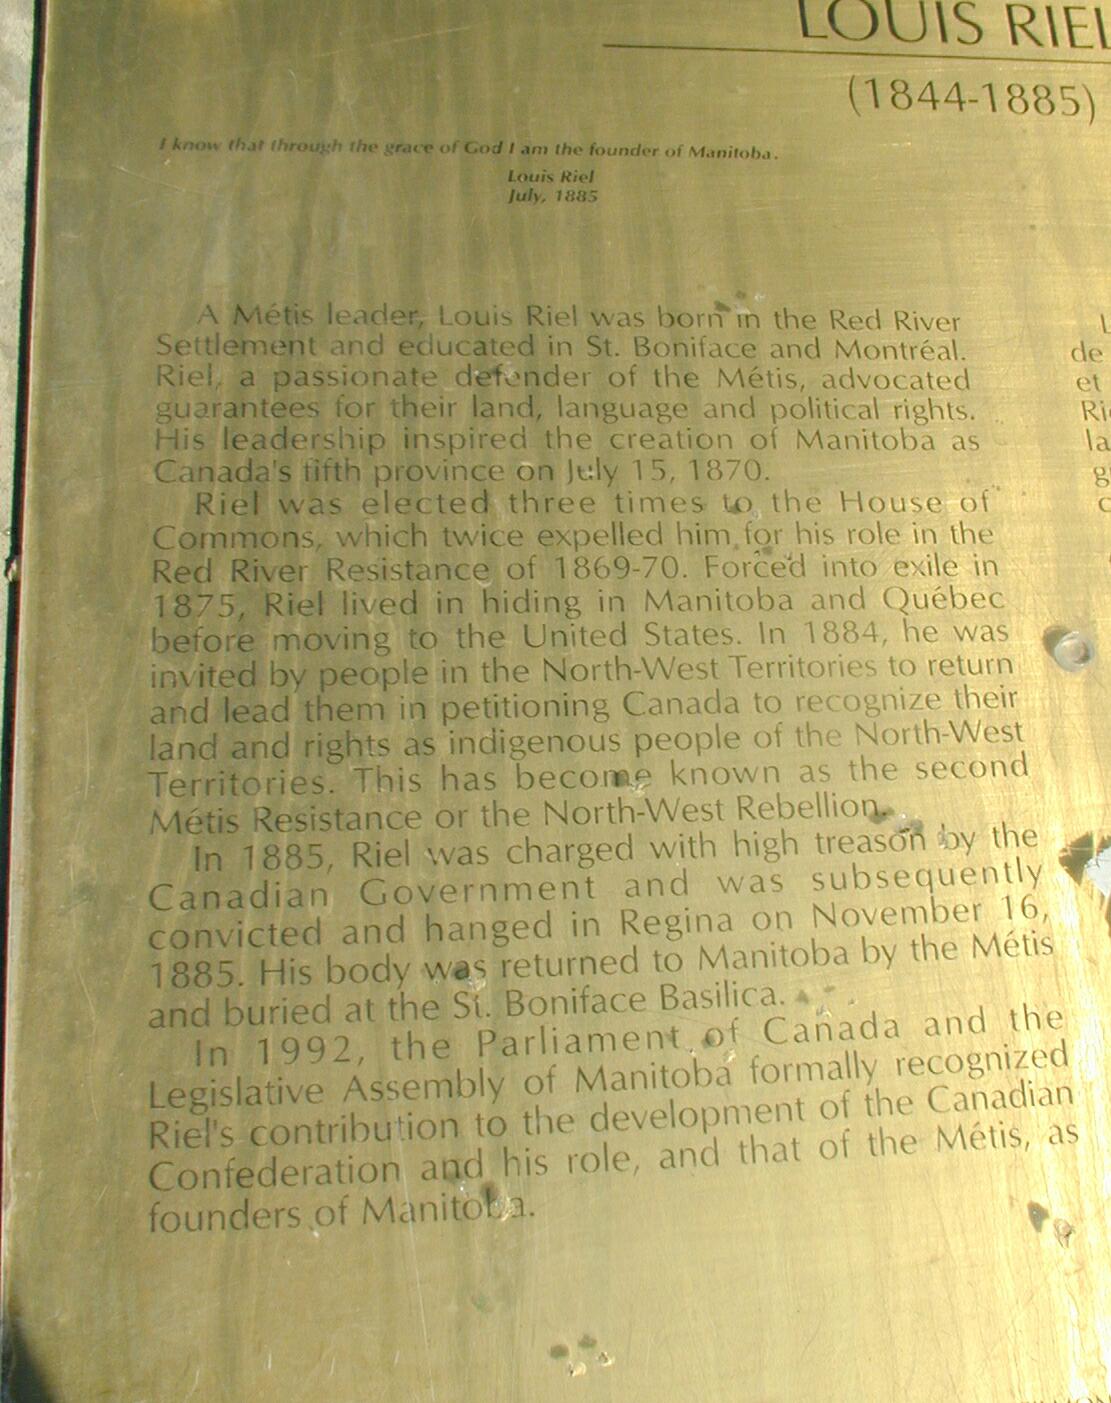 LOUIS RIEL
(1844-1885)
I know that through the grace of God I am the founder of Manitoba.
Louis Riel
July, 1885
A Métis leader, Louis Riel was born in the Red River
Settlement and educated in St. Boniface and Montréal.
Riel, a passionate defender of the Métis, advocated
guarantees for their land, language and political rights.
His leadership inspired the creation of Manitoba as
Canada's fifth province on July 15, 1870.
Riel was elected three times to the House of
Commons, which twice expelled him for his role in the
Red River Resistance of 1869-70. Forced into exile in
1875, Riel lived in hiding in Manitoba and Québec
before moving to the United States. In 1884, he was
invited by people in the North-West Territories to return
and lead them in petitioning Canada to recognize their
land and rights as indigenous people of the North-West
Territories. This has become known as the second
Métis Resistance or the North-West Rebellion.
In 1885, Riel was charged with high treason by the
Canadian Government and was subsequently
convicted and hanged in Regina on November 16,
1885. His body was returned to Manitoba by the Métis
and buried at the St. Boniface Basilica.
In 1992, the Parliament of Canada and the
Legislative Assembly of Manitoba formally recognized
Riel's contribution to the development of the Canadian
Confederation and his role, and that of the Métis, as
founders of Manitoba.
de
et
la